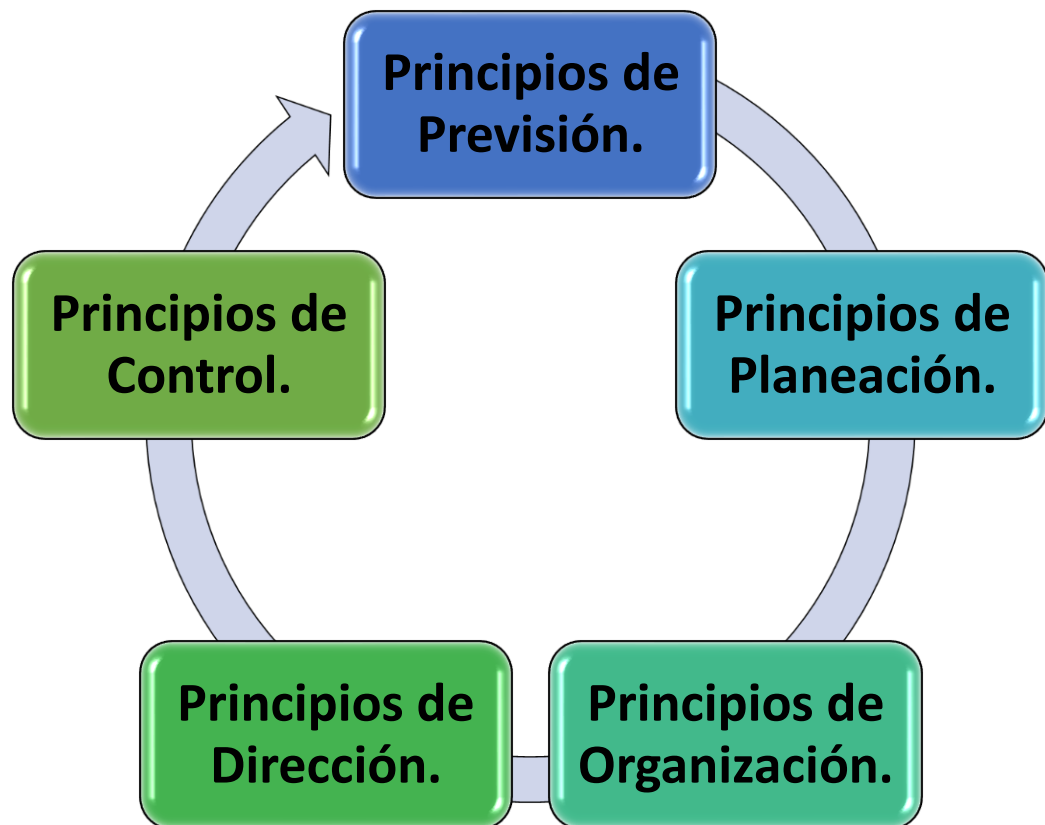 Principios de
Previsión.
Principios de
Planeación.
Principios de
Organización.
Principios de
Dirección.
Principios de
Control.